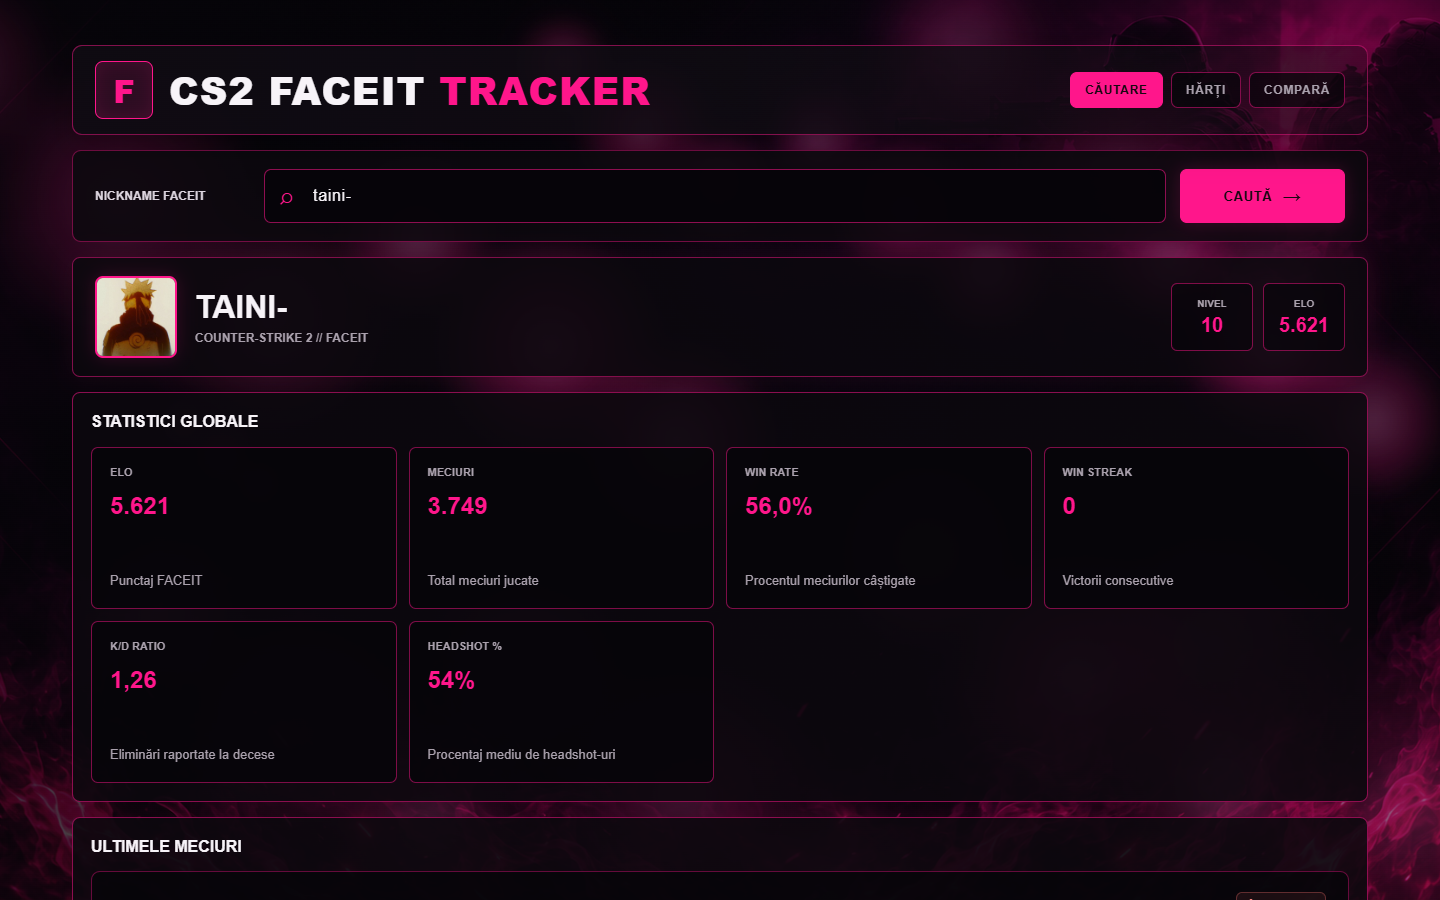 F CS2 FACEIT TRACKER
CĂUTARE
HĂRȚI
COMPARĂ
NICKNAME FACEIT
taini-
CAUTĂ →
TAINI-
COUNTER-STRIKE 2 // FACEIT
NIVEL
10
ELO
5.621
STATISTICI GLOBALE
ELO
5.621
Punctaj FACEIT
MECIURI
3.749
Total meciuri jucate
WIN RATE
56,0%
Procentul meciurilor câștigate
WIN STREAK
0
Victorii consecutive
K/D RATIO
1,26
Eliminări raportate la decese
HEADSHOT %
54%
Procentaj mediu de headshot-uri
ULTIMELE MECIURI